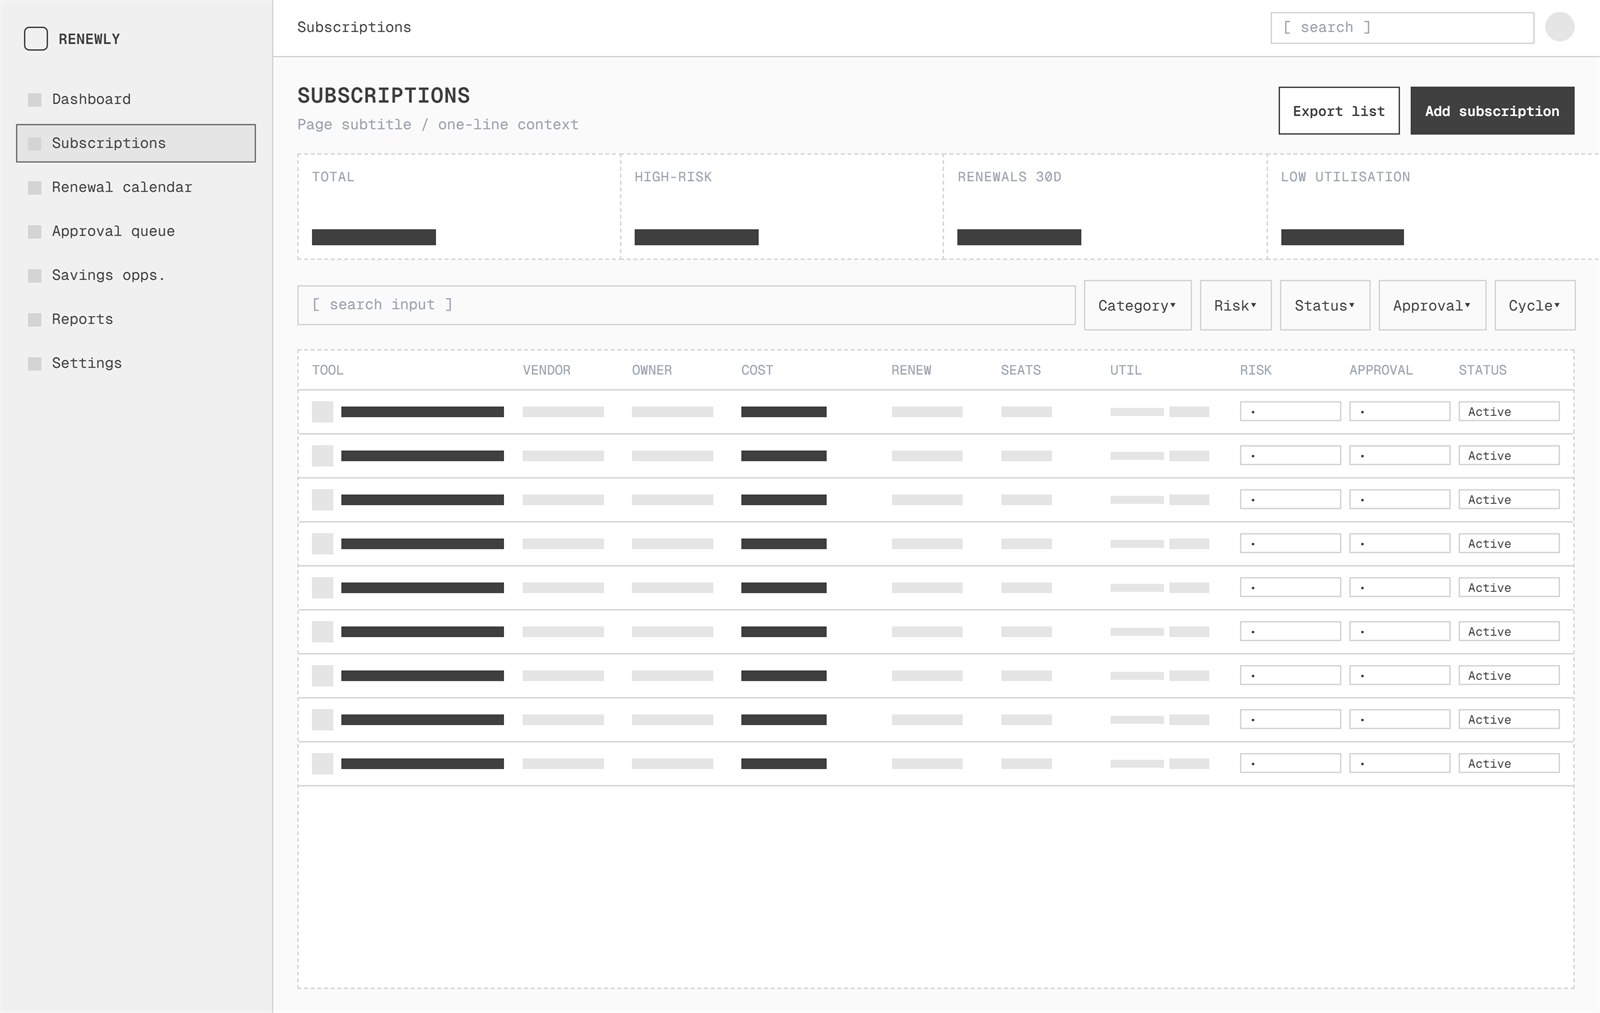 RENEWLY
Dashboard
Subscriptions
Renewal calendar
Approval queue
Savings opps.
Reports
Settings
Subscriptions
[ search ]
SUBSCRIPTIONS
Page subtitle / one-line context
Export list
Add subscription
TOTAL
HIGH-RISK
RENEWALS 30D
LOW UTILISATION
[ search input ]
Category▾
Risk▾
Status▾
Approval▾
Cycle▾
TOOL VENDOR OWNER COST RENEW SEATS UTIL RISK APPROVAL STATUS
• • Active
• • Active
• • Active
• • Active
• • Active
• • Active
• • Active
• • Active
• • Active